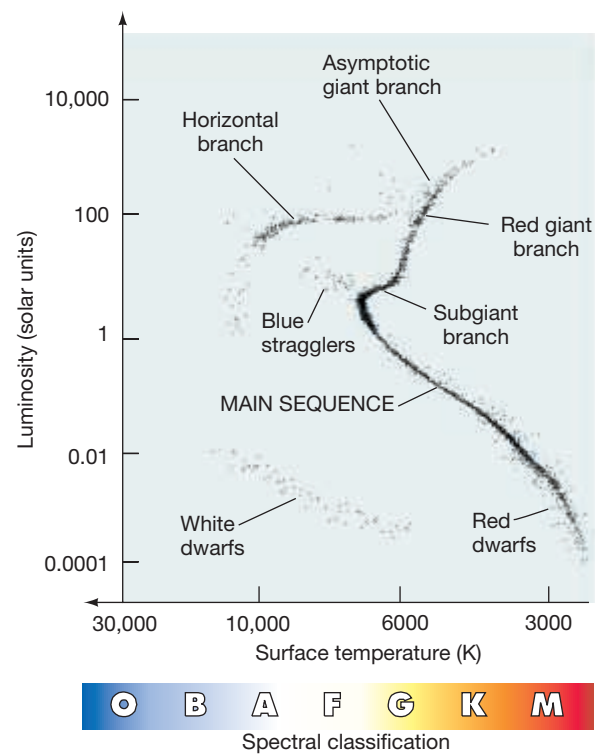 Asymptotic
giant branch
10,000
Horizontal
branch
100
Red giant
branch
Luminosity (solar units)
Subgiant
branch
1
Blue
stragglers
MAIN SEQUENCE
0.01
White
dwarfs
Red
dwarfs
0.0001
30,000 10,000 6000 3000
Surface temperature (K)
O B A F G K M
Spectral classification